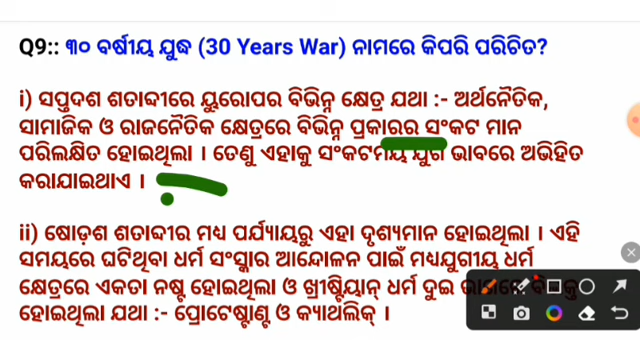 Q9:: ୩୦ ବର୍ଷୀୟ ଯୁଦ୍ଧ (30 Years War) ନାମରେ କିପରି ପରିଚିତ?
i) ସପ୍ତଦଶ ଶତାବ୍ଦୀରେ ୟୁରୋପର ବିଭିନ୍ନ କ୍ଷେତ୍ର ଯଥା :- ଅର୍ଥନୈତିକ,
ସାମାଜିକ ଓ ରାଜନୈତିକ କ୍ଷେତ୍ରରେ ବିଭିନ୍ନ ପ୍ରକାରର ସଂକଟ ମାନ
ପରିଲକ୍ଷିତ ହୋଇଥିଲା । ତେଣୁ ଏହାକୁ ସଂକଟମୟ ଯୁଗ ଭାବରେ ଅଭିହିତ
କରାଯାଇଥାଏ ।
ii) ଷୋଡ଼ଶ ଶତାବ୍ଦୀର ମଧ୍ୟ ପର୍ଯ୍ୟାୟରୁ ଏହା ଦୃଶ୍ୟମାନ ହୋଇଥିଲା । ଏହି
ସମୟରେ ଘଟିଥିବା ଧର୍ମ ସଂସ୍କାର ଆନ୍ଦୋଳନ ପାଇଁ ମଧ୍ୟଯୁଗୀୟ ଧର୍ମ
କ୍ଷେତ୍ରରେ ଏକତା ନଷ୍ଟ ହୋଇଥିଲା ଓ ଖ୍ରୀଷ୍ଟିୟାନ୍ ଧର୍ମ ଦୁଇ
ହୋଇଥିଲା ଯଥା :- ପ୍ରୋଟେଷ୍ଟାଣ୍ଟ ଓ କ୍ୟାଥଲିକ୍ ।